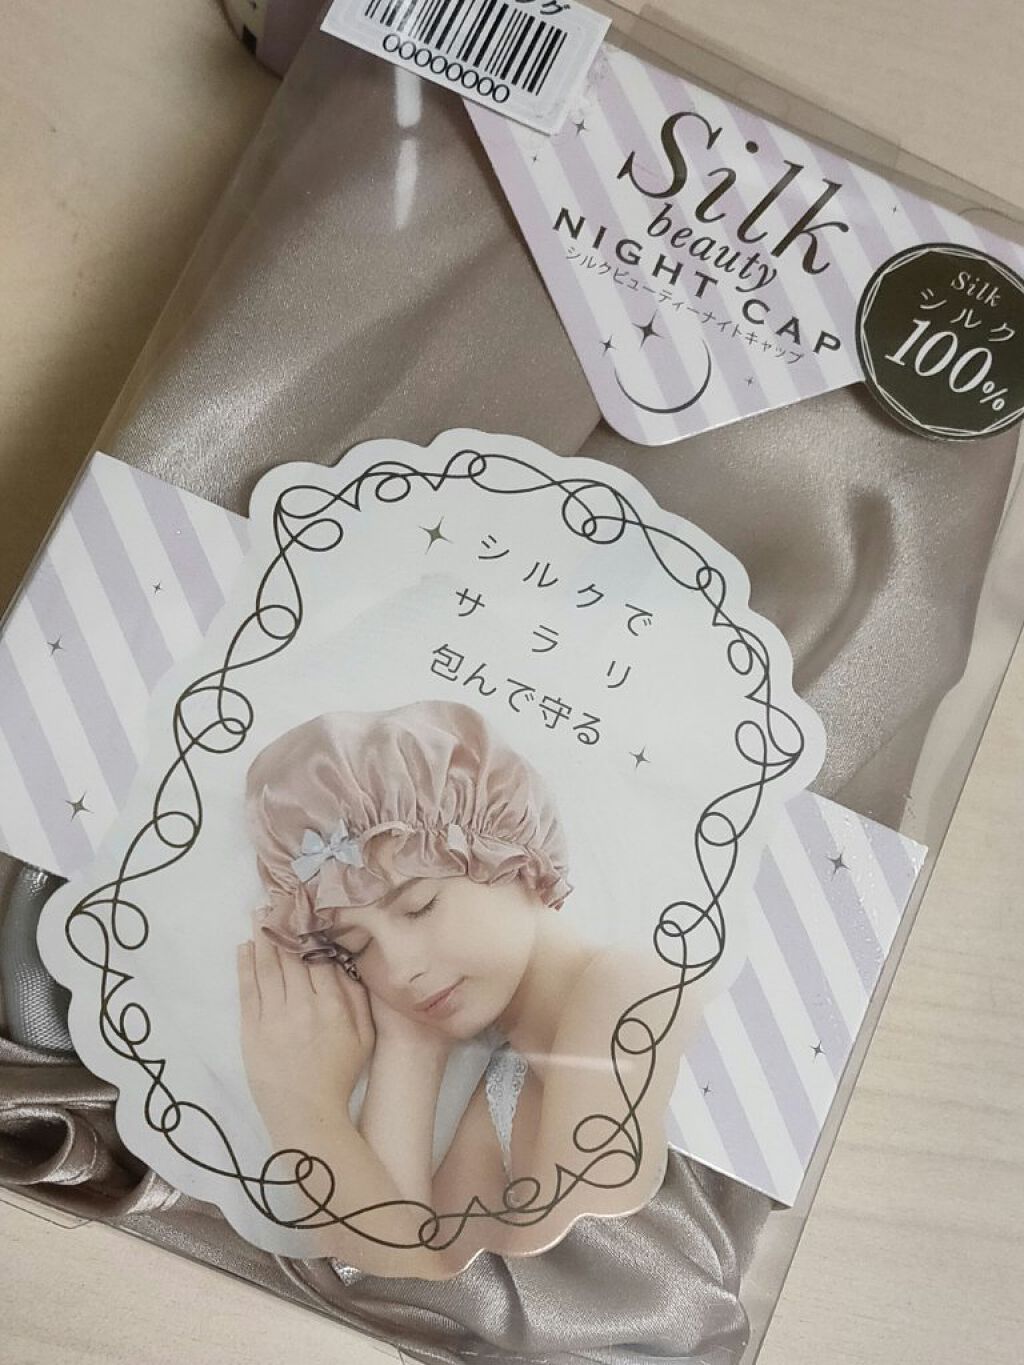 00000000
Silk
beauty
NIGHT CAP
シルクビューティーナイトキャップ
Silk
シルク
100%
シルクで
サラリ
包んで守る